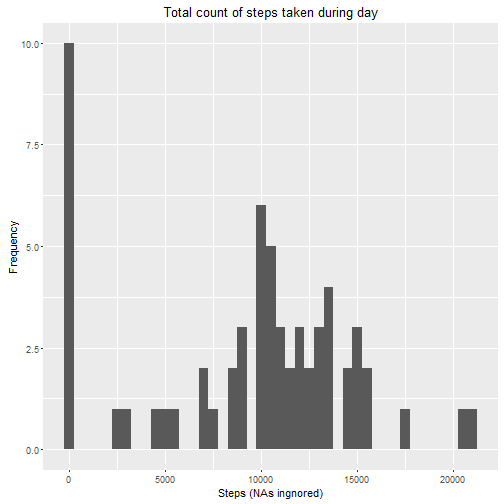 Total count of steps taken during day
10.0
7.5
5.0
2.5
0.0
Frequency
0 5000 10000 15000 20000
Steps (NAs ingnored)